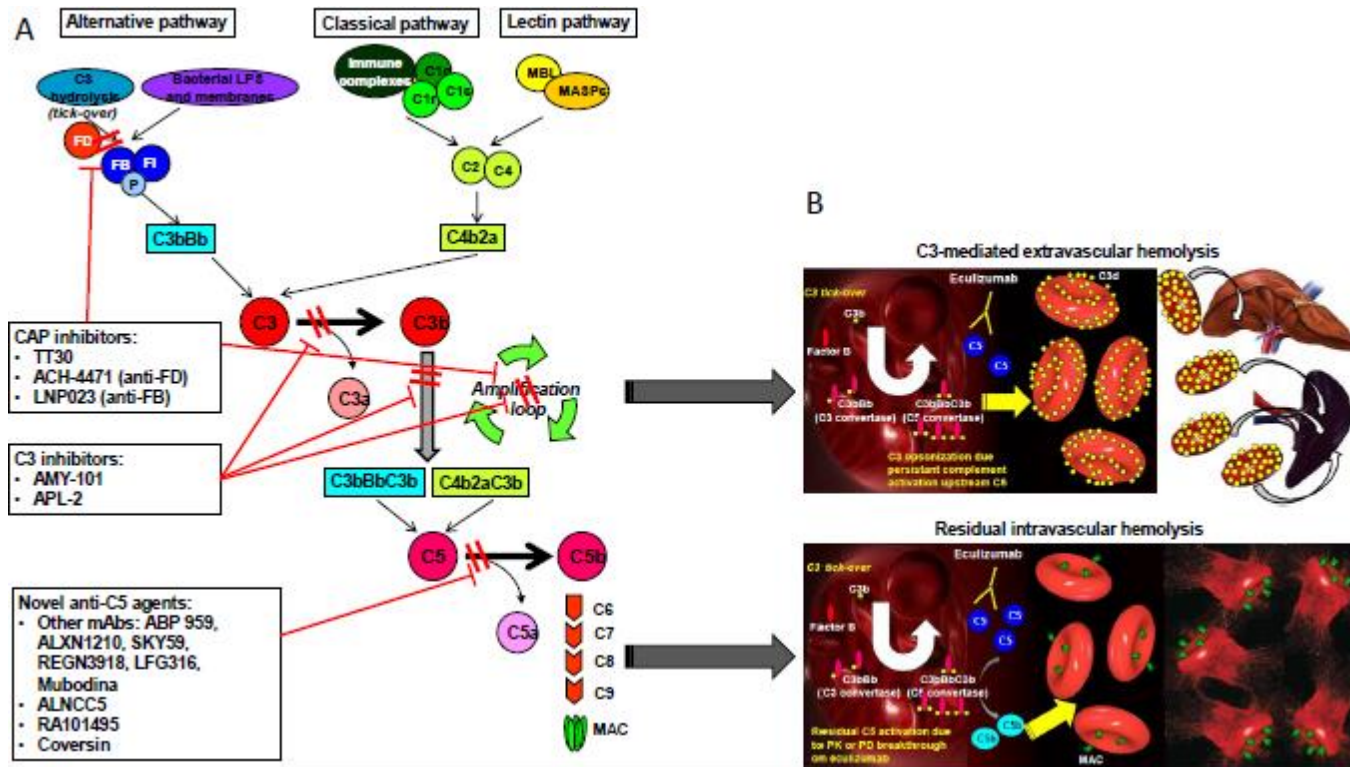 A
Alternative pathway
Classical pathway
Lectin pathway
C3
hydrolysis
(tick-over)
Bacterial LPS
and membranes
Immune
complexes
C1q
C1r
C1s
MBL
MASPs
FD
FB
FI
P
C2
C4
C3bBb
C4b2a
C3
C3b
C3a
Amplification
loop
CAP inhibitors:
• TT30
• ACH-4471 (anti-FD)
• LNP023 (anti-FB)
C3 inhibitors:
• AMY-101
• APL-2
C3bBbC3b
C4b2aC3b
C5
C5b
C5a
C6
C7
C8
C9
MAC
Novel anti-C5 agents:
• Other mAbs: ABP 959,
ALXN1210, SKY59,
REGN3918, LFG316,
Mubodina
• ALNCC5
• RA101495
• Coversin
B
C3-mediated extravascular hemolysis
Eculizumab
C3d
C3 tick-over
C3b
Factor B
C5
C5
C3bBb
(C3 convertase)
C3bBbC3b
(C5 convertase)
C3 opsonization due
persistant complement
activation upstream C5
Residual intravascular hemolysis
Eculizumab
C3 tick-over
C3b
Factor B
C5
C5
C5
C3bBb
(C3 convertase)
C3bBbC3b
(C5 convertase)
C5b
C5b
Residual C5 activation due
tor PK or PD breakthrough
om eculizumab
MAC